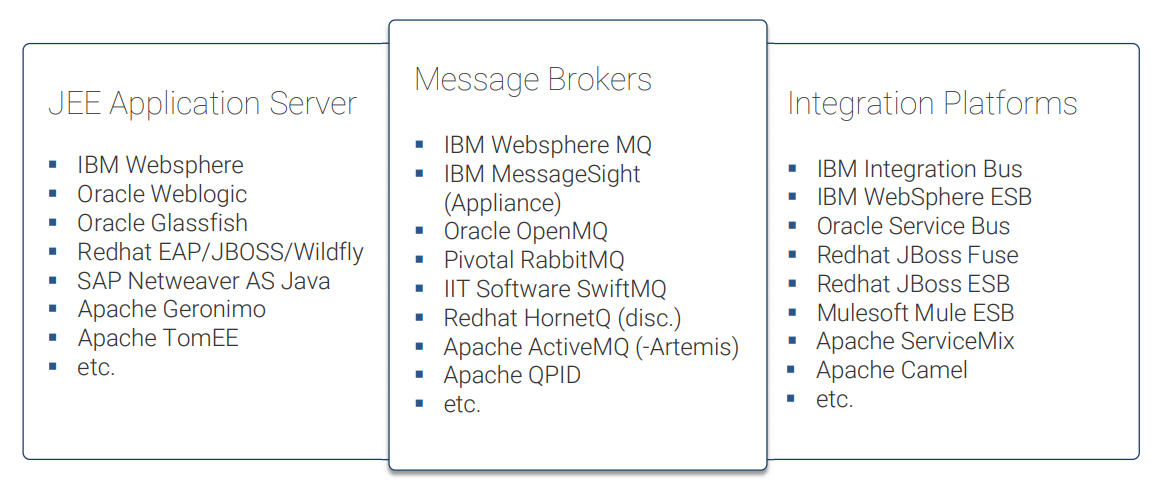 JEE Application Server
IBM Websphere
Oracle Weblogic
Oracle Glassfish
Redhat EAP/JBOSS/Wildfly
SAP Netweaver AS Java
Apache Geronimo
Apache TomEE
etc.
Message Brokers
IBM Websphere MQ
IBM MessageSight
(Appliance)
Oracle OpenMQ
Pivotal RabbitMQ
IIT Software SwiftMQ
Redhat HornetQ (disc.)
Apache ActiveMQ (-Artemis)
Apache QPID
etc.
Integration Platforms
IBM Integration Bus
IBM WebSphere ESB
Oracle Service Bus
Redhat JBoss Fuse
Redhat JBoss ESB
Mulesoft Mule ESB
Apache ServiceMix
Apache Camel
etc.